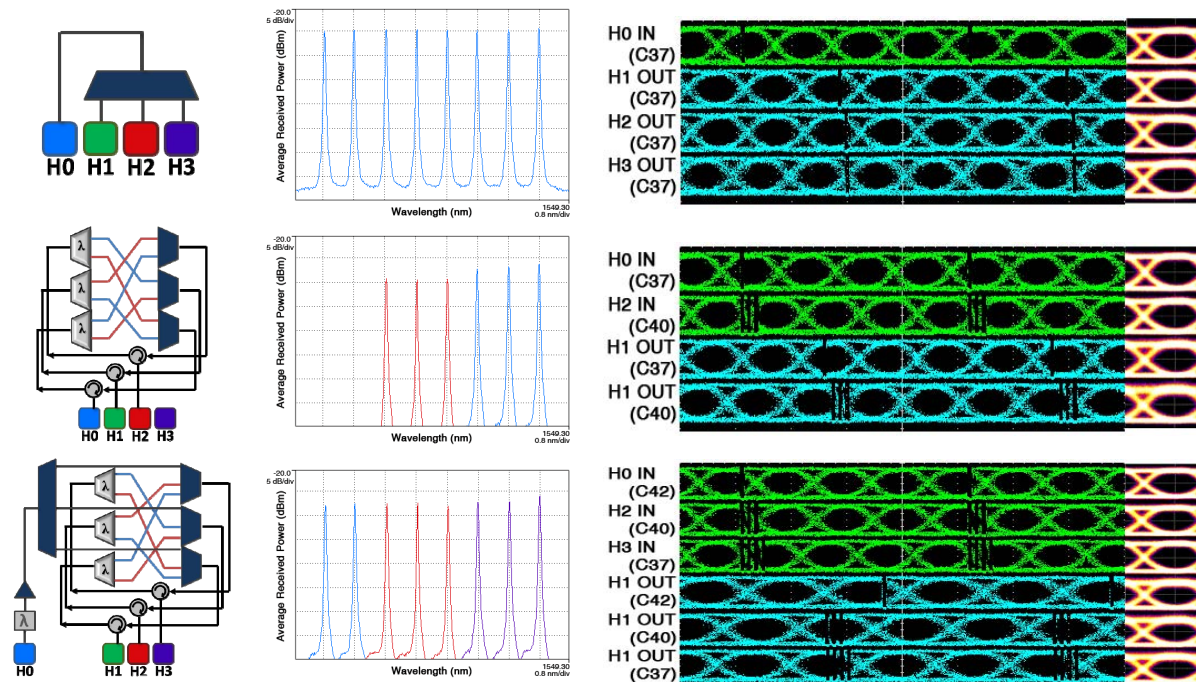 H0 H1 H2 H3
-20.0
5 dB/div
Average Received Power (dBm)
Wavelength (nm)
1549.30
0.8 nm/div
H0 IN
(C37)
H1 OUT
(C37)
H2 OUT
(C37)
H3 OUT
(C37)
λ
λ
λ
H0 H1 H2 H3
-20.0
5 dB/div
Average Received Power (dBm)
Wavelength (nm)
1549.30
0.8 nm/div
H0 IN
(C37)
H2 IN
(C40)
H1 OUT
(C37)
H1 OUT
(C40)
λ
λ
λ
λ
H0
H1 H2 H3
-20.0
5 dB/div
Average Received Power (dBm)
Wavelength (nm)
1549.30
0.8 nm/div
H0 IN
(C42)
H2 IN
(C40)
H3 IN
(C37)
H1 OUT
(C42)
H1 OUT
(C40)
H1 OUT
(C37)